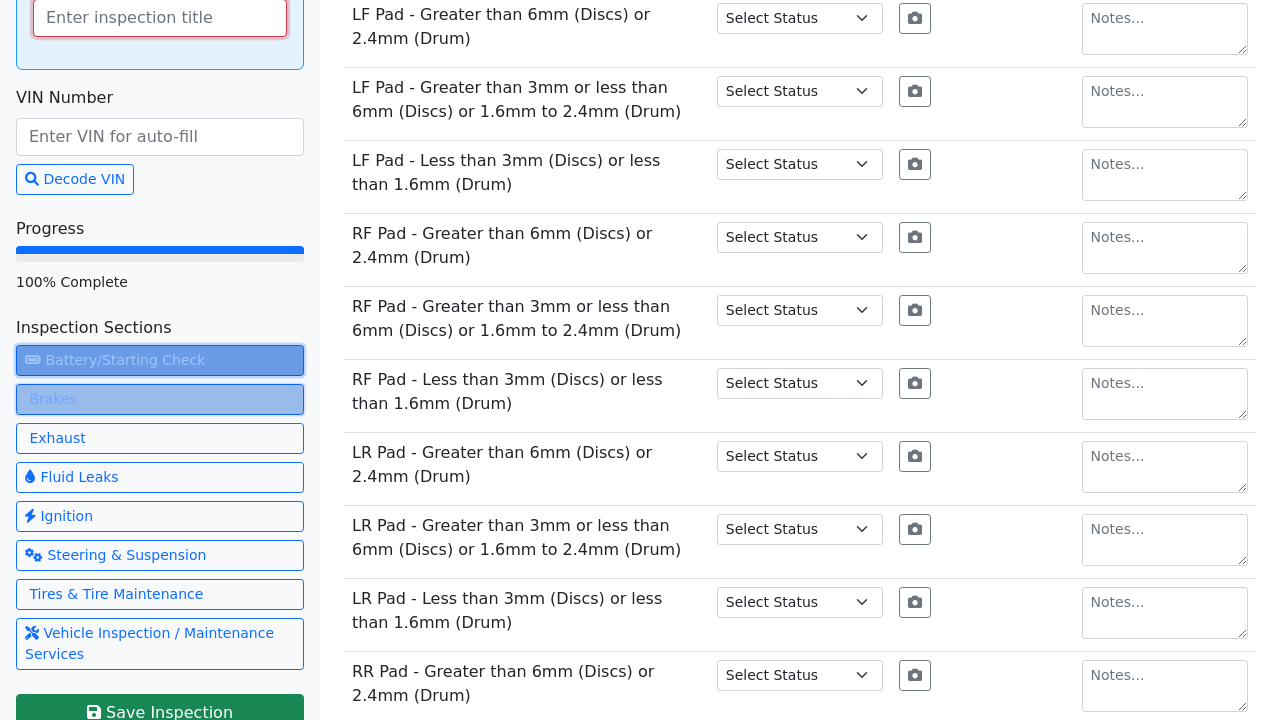 Enter inspection title
VIN Number
Enter VIN for auto-fill
Decode VIN
Progress
100% Complete
Inspection Sections
Battery/Starting Check
Brakes
Exhaust
Fluid Leaks
Ignition
Steering & Suspension
Tires & Tire Maintenance
Vehicle Inspection / Maintenance
Services
Save Inspection
LF Pad - Greater than 6mm (Discs) or
2.4mm (Drum)
Select Status
Notes...
LF Pad - Greater than 3mm or less than
6mm (Discs) or 1.6mm to 2.4mm (Drum)
Select Status
Notes...
LF Pad - Less than 3mm (Discs) or less
than 1.6mm (Drum)
Select Status
Notes...
RF Pad - Greater than 6mm (Discs) or
2.4mm (Drum)
Select Status
Notes...
RF Pad - Greater than 3mm or less than
6mm (Discs) or 1.6mm to 2.4mm (Drum)
Select Status
Notes...
RF Pad - Less than 3mm (Discs) or less
than 1.6mm (Drum)
Select Status
Notes...
LR Pad - Greater than 6mm (Discs) or
2.4mm (Drum)
Select Status
Notes...
LR Pad - Greater than 3mm or less than
6mm (Discs) or 1.6mm to 2.4mm (Drum)
Select Status
Notes...
LR Pad - Less than 3mm (Discs) or less
than 1.6mm (Drum)
Select Status
Notes...
RR Pad - Greater than 6mm (Discs) or
2.4mm (Drum)
Select Status
Notes...